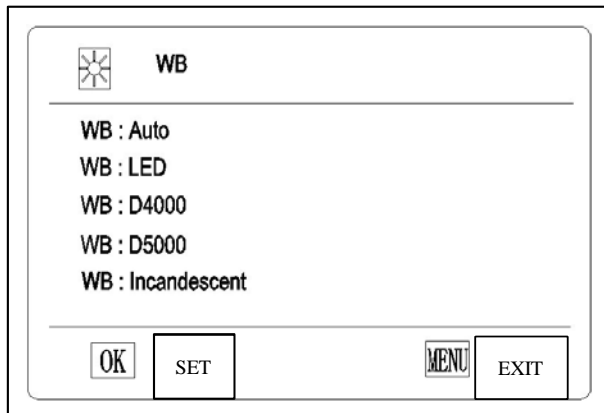 WB
WB : Auto
WB : LED
WB : D4000
WB : D5000
WB : Incandescent
OK SET MENU EXIT